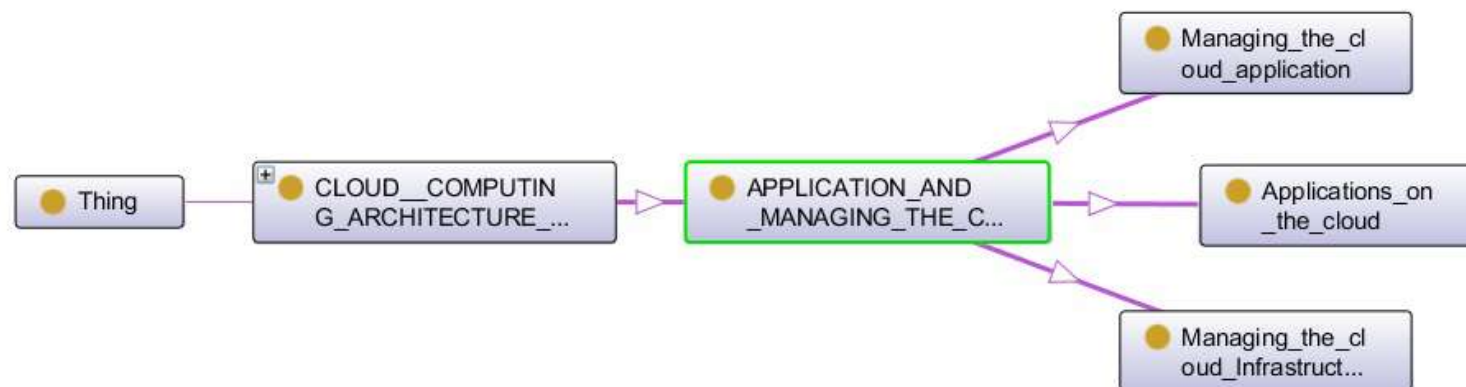 Managing_the_cl
oud_application
Thing
CLOUD__COMPUTIN
G_ARCHITECTURE_...
APPLICATION_AND
_MANAGING_THE_C...
Applications_on
_the_cloud
Managing_the_cl
oud_Infrastruct...